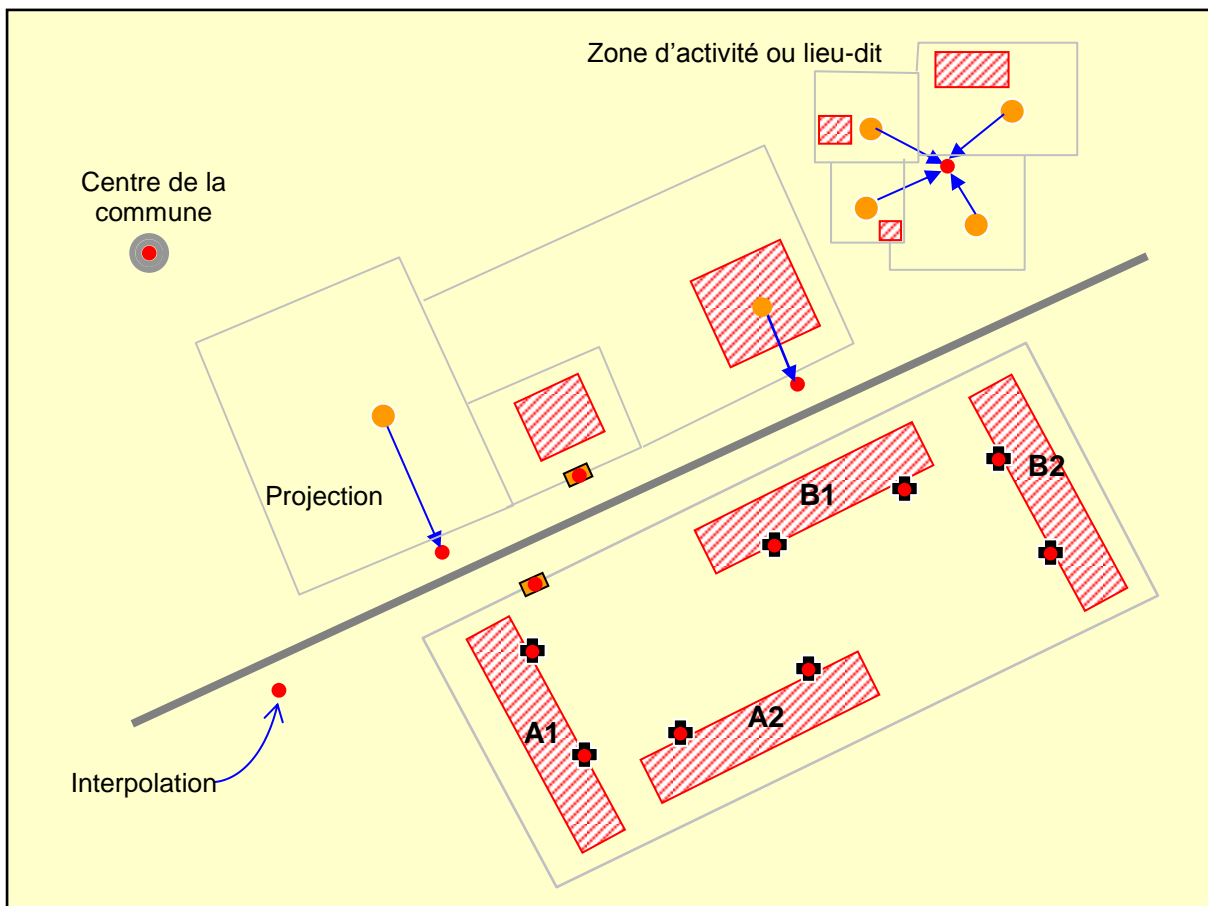 Zone d'activité ou lieu-dit
Centre de la
commune
Projection
B1
B2
A1
A2
Interpolation